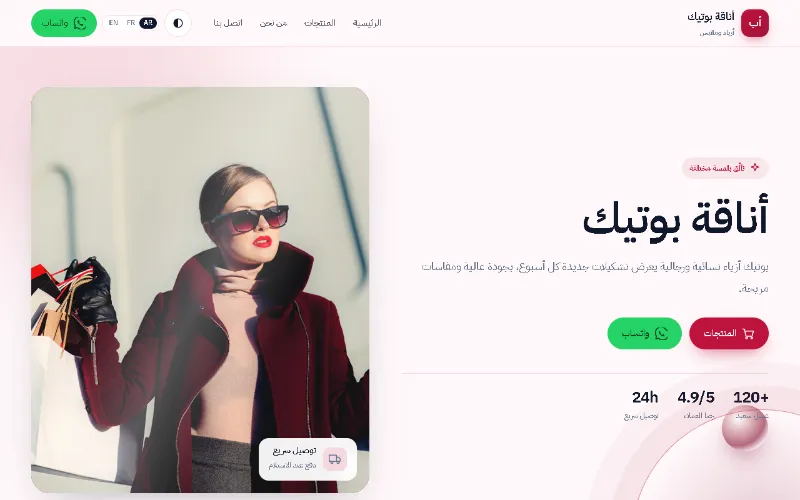 أب
أناقة بوتيك
أزياء وملابس
الرئيسية
المنتجات
من نحن
اتصل بنا
AR
FR
EN
واتساب
تألّق بلمسة مختلفة
أناقة بوتيك
بوتيك أزياء نسائية ورجالية يعرض تشكيلات جديدة كل أسبوع، بجودة عالية ومقاسات
مريحة.
المنتجات
واتساب
120+
4.9/5
24h
عميل سعيد
رضا العملاء
توصيل سريع
توصيل سريع
دفع عند الاستلام